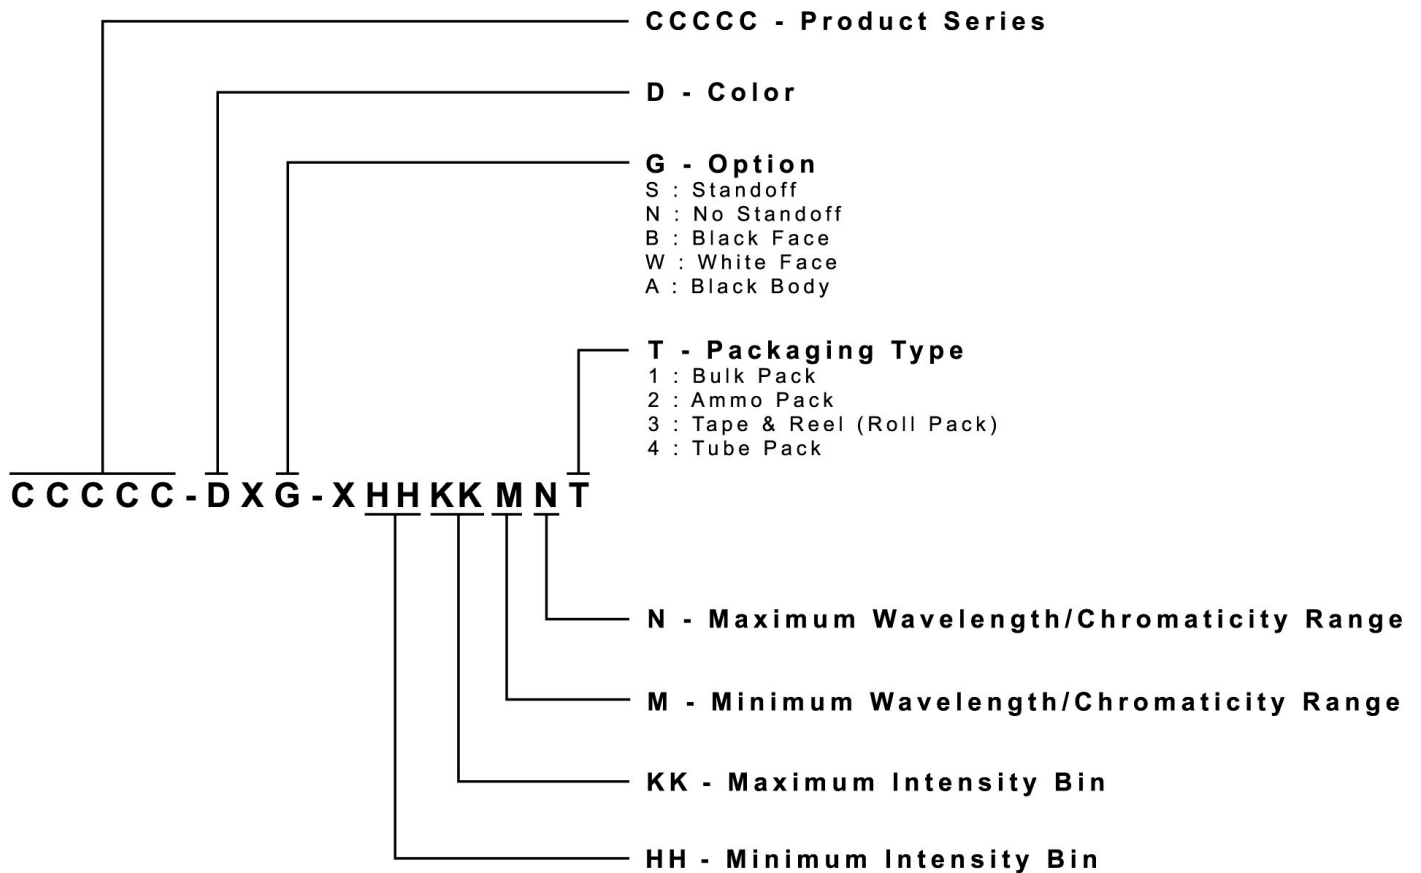 CCCCC - Product Series
D - Color
G - Option
S : Standoff
N : No Standoff
B : Black Face
W : White Face
A : Black Body
T - Packaging Type
1 : Bulk Pack
2 : Ammo Pack
3 : Tape & Reel (Roll Pack)
4 : Tube Pack
CCCCC-DXG-XHHKKMNT
N - Maximum Wavelength/Chromaticity Range
M - Minimum Wavelength/Chromaticity Range
KK - Maximum Intensity Bin
HH - Minimum Intensity Bin